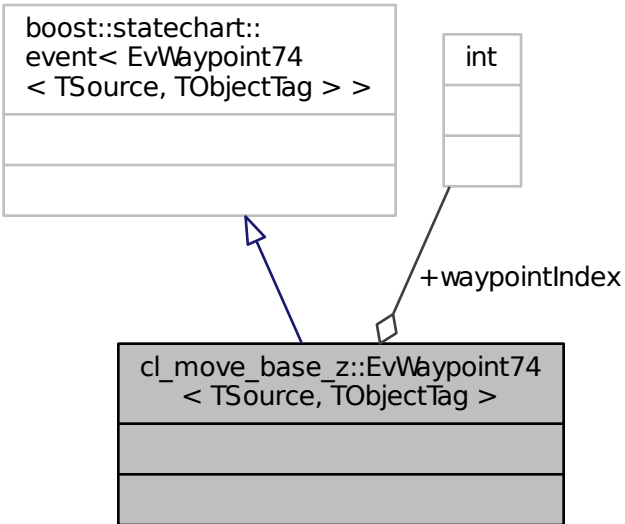 boost::statechart::
event< EvWaypoint74
< TSource, TObjectTag > >
int
+waypointIndex
cl_move_base_z::EvWaypoint74
< TSource, TObjectTag >